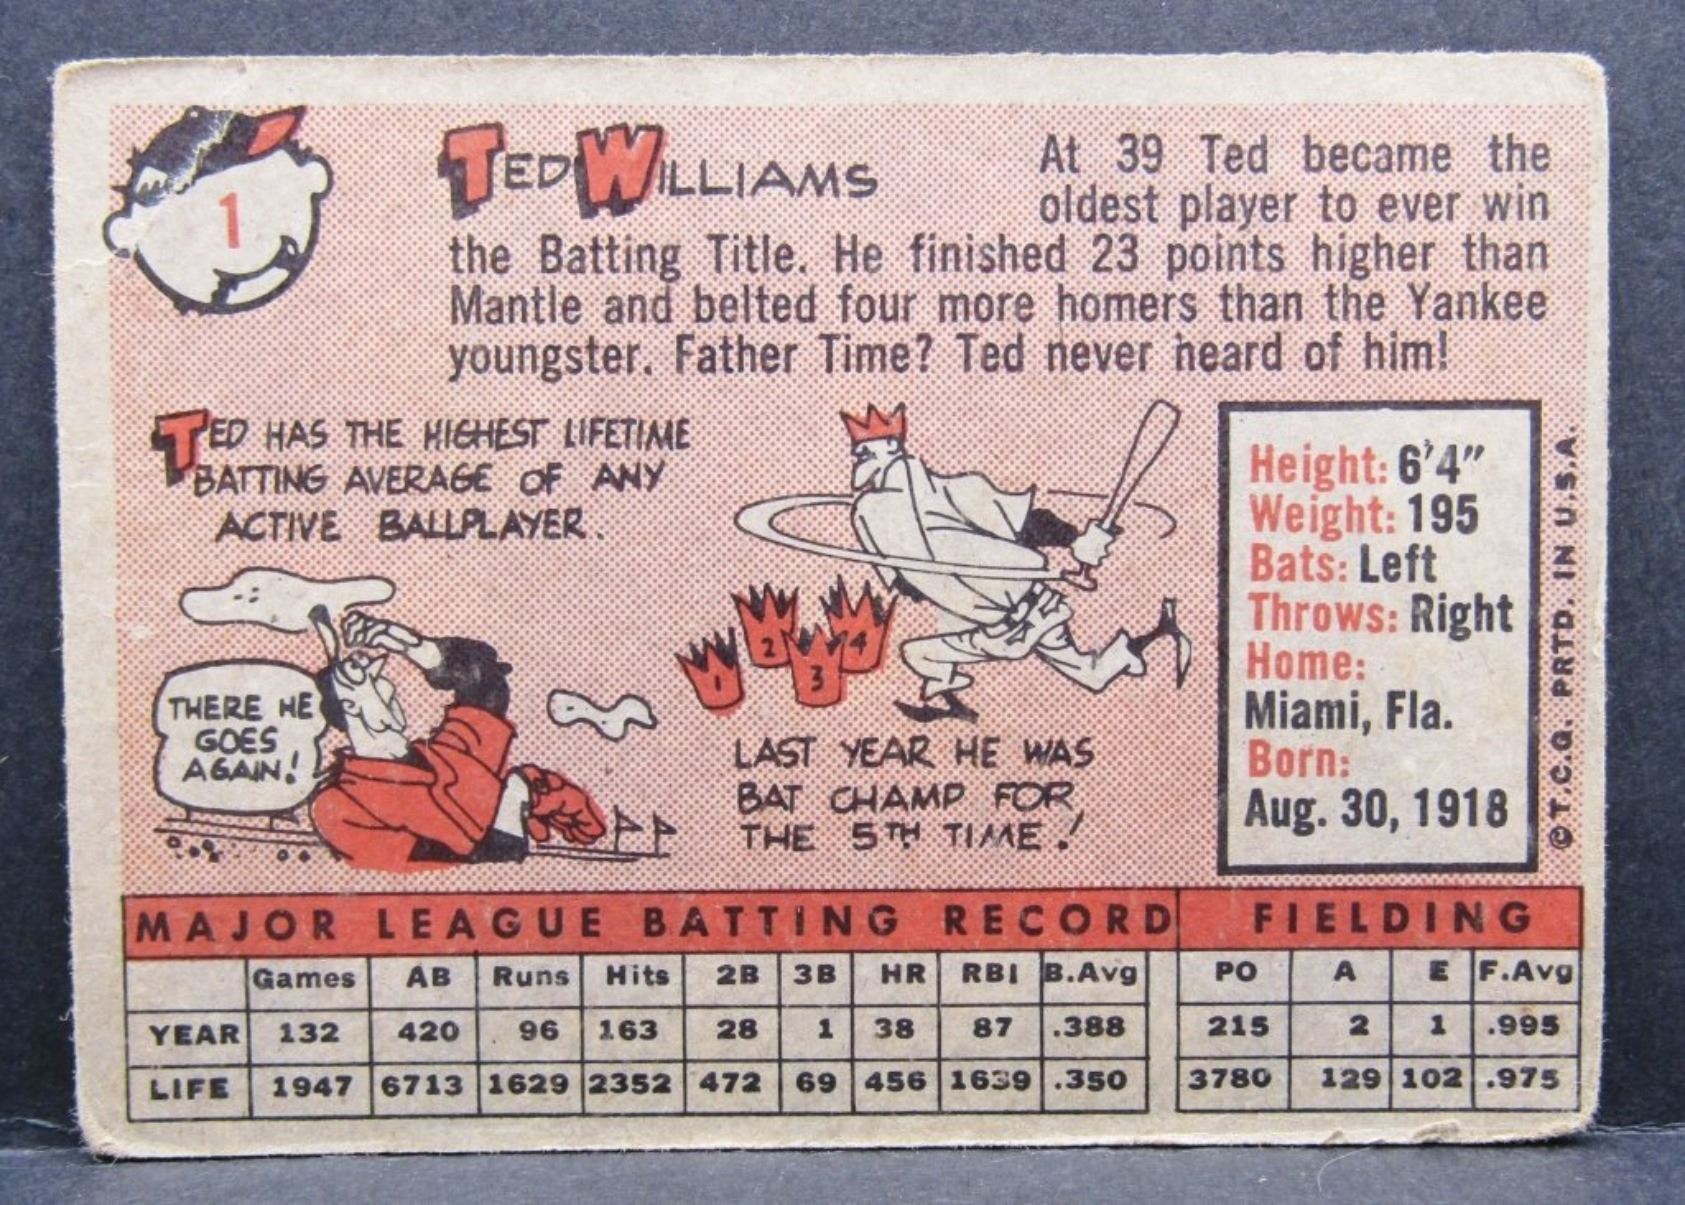 1
TED WILLIAMS
At 39 Ted became the
oldest player to ever win
the Batting Title. He finished 23 points higher than
Mantle and belted four more homers than the Yankee
youngster. Father Time? Ted never heard of him!
TED HAS THE HIGHEST LIFETIME
BATTING AVERAGE OF ANY
ACTIVE BALLPLAYER.
THERE HE
GOES
AGAIN!
1 2 3 4
LAST YEAR HE WAS
BAT CHAMP FOR
THE 5TH TIME!
Height: 6'4"
Weight: 195
Bats: Left
Throws: Right
Home:
Miami, Fla.
Born:
Aug. 30, 1918
©T.C.G. PRTD. IN U.S.A.
MAJOR LEAGUE BATTING RECORD FIELDING
Games AB Runs Hits 2B 3B HR RBI B.Avg PO A E F.Avg
YEAR 132 420 96 163 28 1 38 87 .388 215 2 1 .995
LIFE 1947 6713 1629 2352 472 69 456 1639 .350 3780 129 102 .975